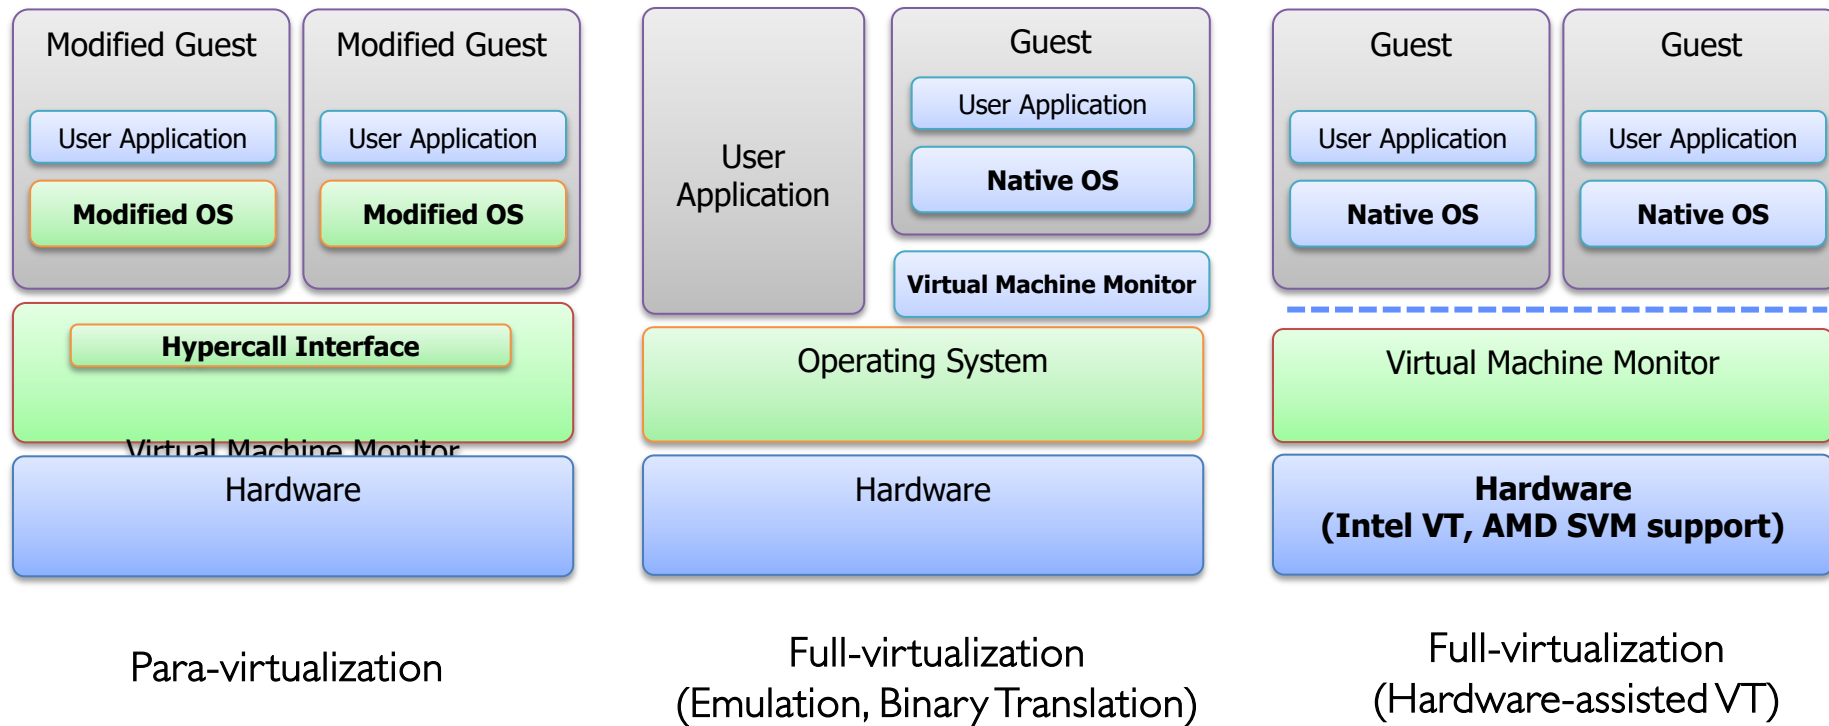 Modified Guest
User Application
Modified OS
Modified Guest
User Application
Modified OS
Hypercall Interface
Virtual Machine Monitor
Hardware
Para-virtualization
User
Application
Guest
User Application
Native OS
Virtual Machine Monitor
Operating System
Hardware
Full-virtualization
(Emulation, Binary Translation)
Guest
User Application
Native OS
Guest
User Application
Native OS
Virtual Machine Monitor
Hardware
(Intel VT, AMD SVM support)
Full-virtualization
(Hardware-assisted VT)